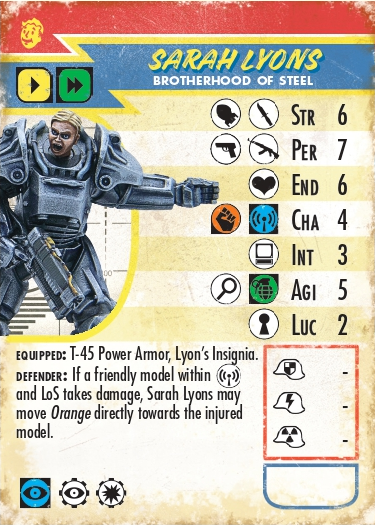 SARAH LYONS
BROTHERHOOD OF STEEL
STR 6
PER 7
END 6
CHA 4
INT 3
AGI 5
LUC 2
EQUIPPED: T-45 Power Armor, Lyon's Insignia.
DEFENDER: If a friendly model within
and LoS takes damage, Sarah Lyons may
move Orange directly towards the injured
model.
-
-
-